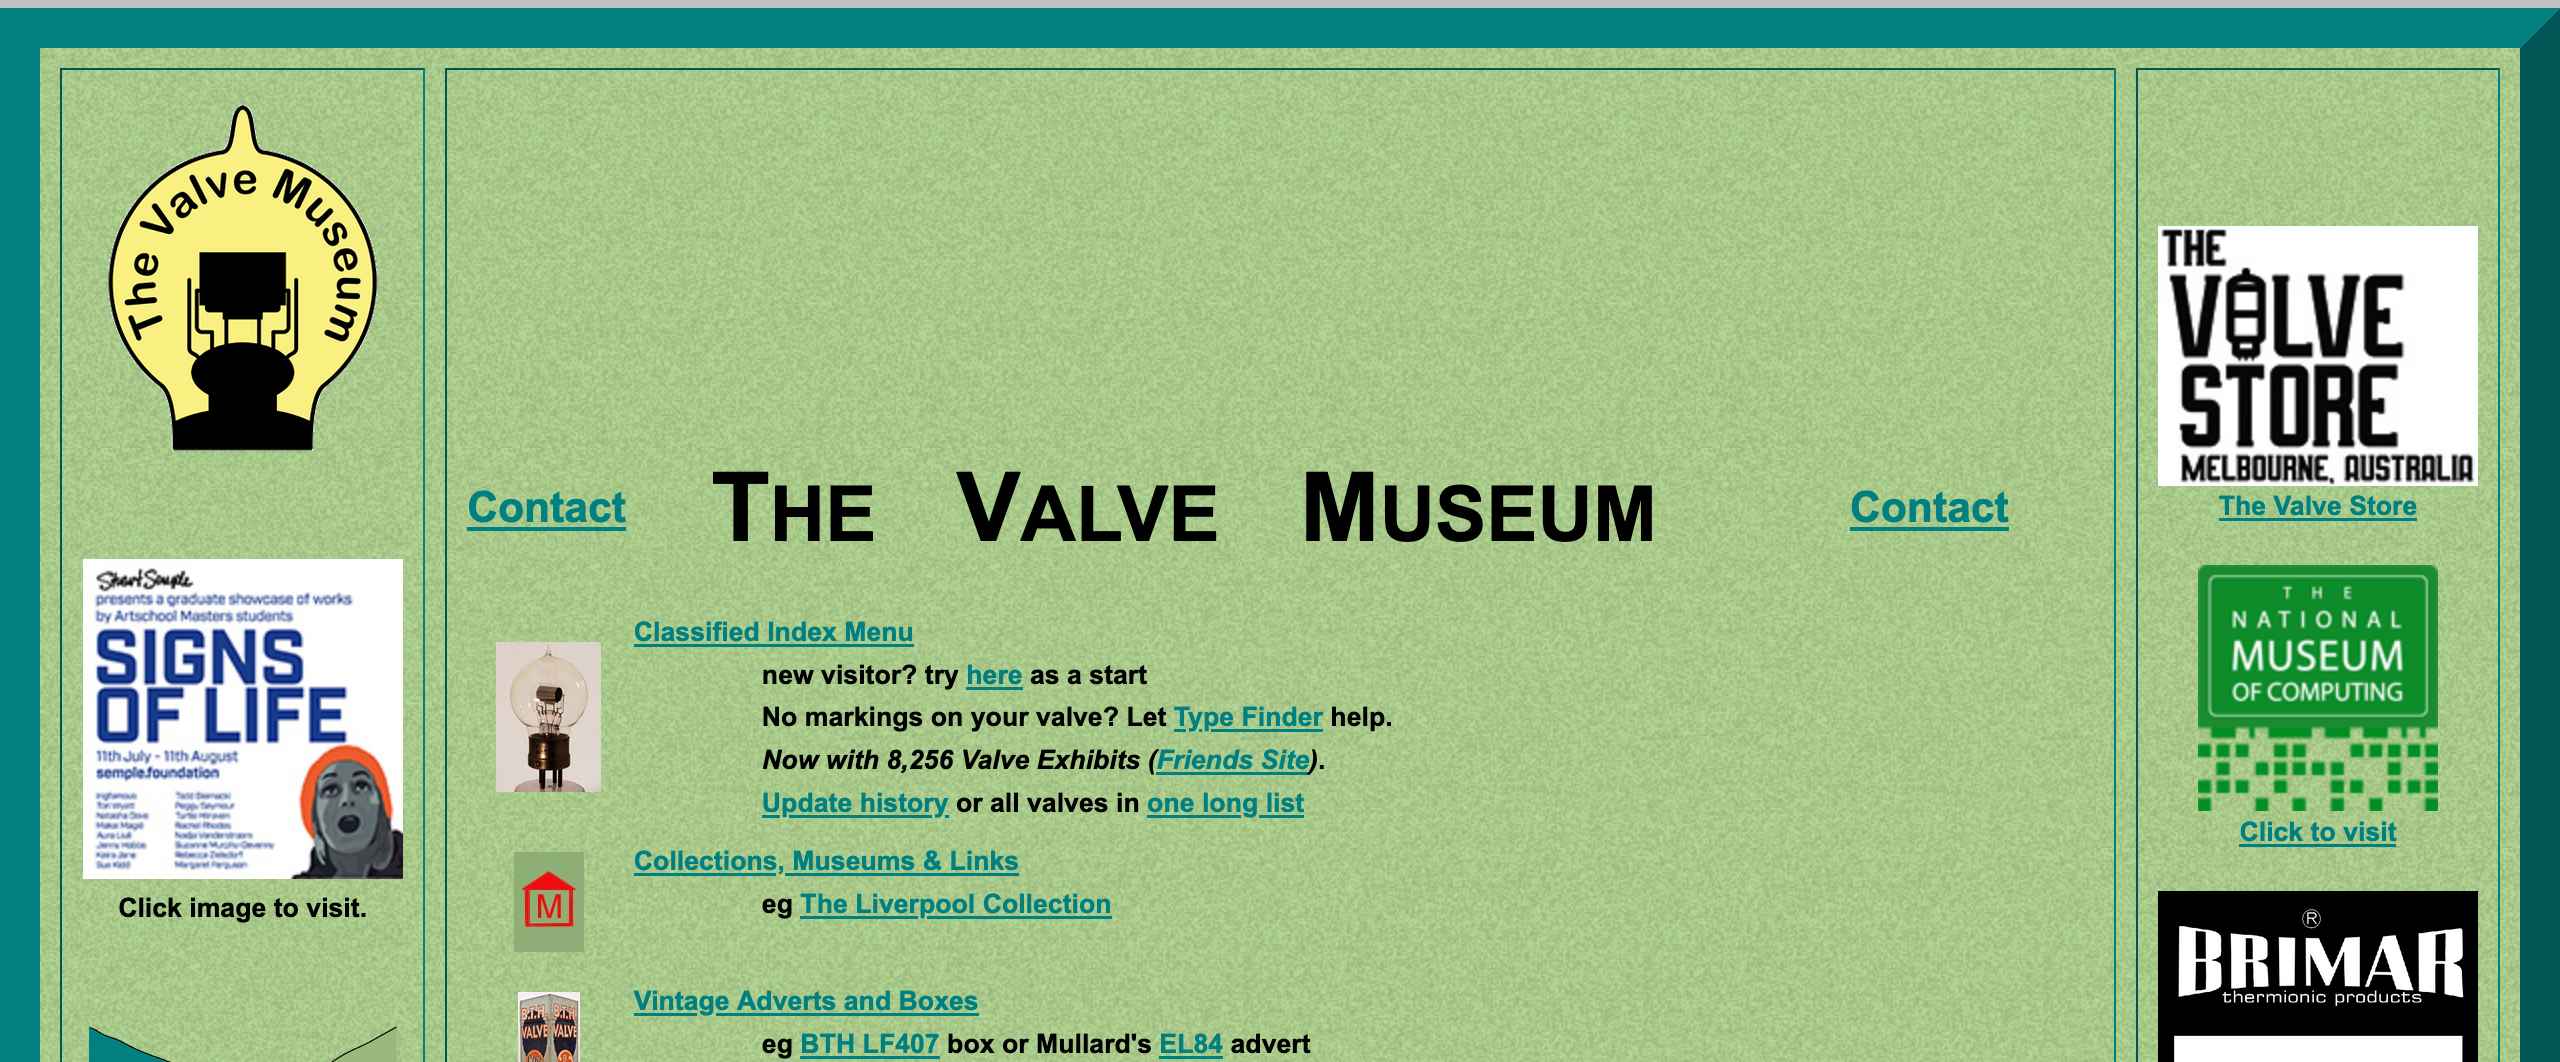 The Valve Museum
Stuart Semple
presents a graduate showcase of works
by Artschool Masters students
SIGNS
OF LIFE
11th July - 11th August
semple.foundation
Click image to visit.
Contact
THE VALVE MUSEUM
Contact
Classified Index Menu
new visitor? try here as a start
No markings on your valve? Let Type Finder help.
Now with 8,256 Valve Exhibits (Friends Site).
Update history or all valves in one long list
M
Collections, Museums & Links
eg The Liverpool Collection
B.T.H B.T.H
VALVE VALVE
Vintage Adverts and Boxes
eg BTH LF407 box or Mullard's EL84 advert
THE
VALVE
STORE
MELBOURNE, AUSTRALIA
The Valve Store
THE
NATIONAL
MUSEUM
OF COMPUTING
Click to visit
®
BRIMAR
thermionic products